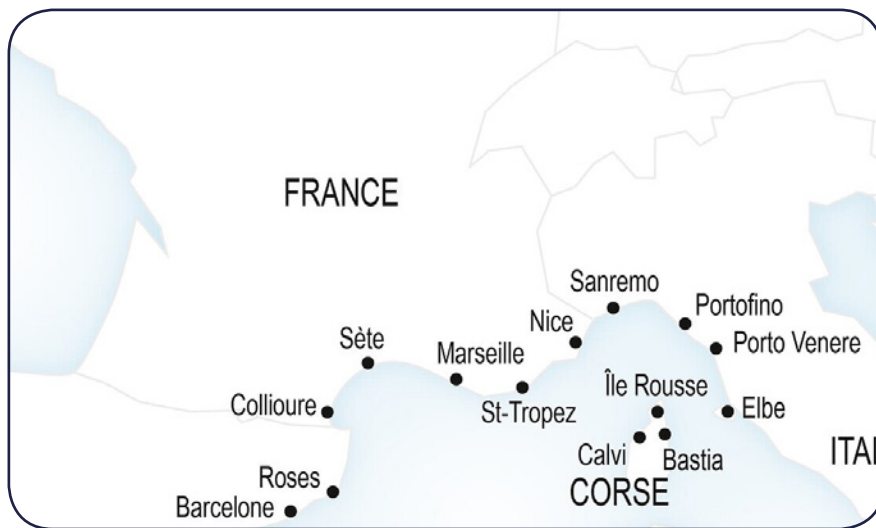 FRANCE
Sanremo
Portofino
Nice
Porto Venere
Sète
Marseille
Île Rousse
Collioure
St-Tropez
Elbe
Calvi
Bastia
ITAI
Roses
CORSE
Barcelone